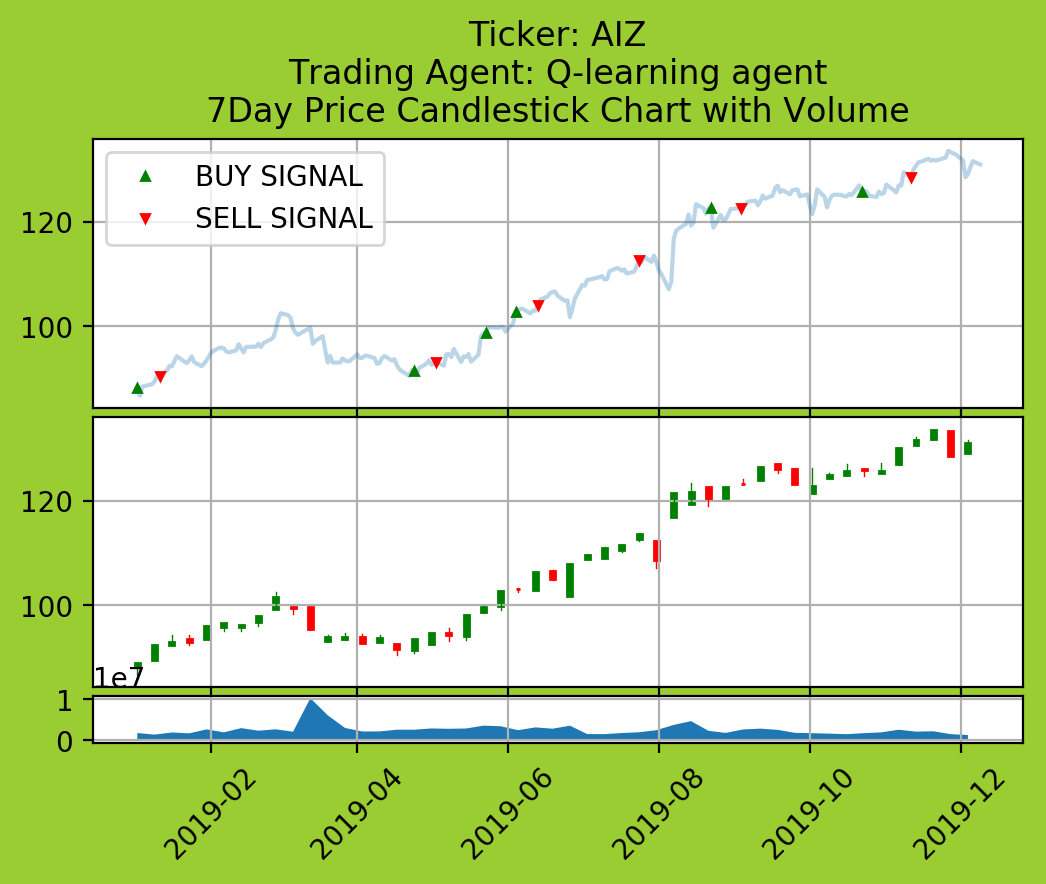 Ticker: AIZ
Trading Agent: Q-learning agent
7Day Price Candlestick Chart with Volume
BUY SIGNAL
SELL SIGNAL
120
100
120
100
1e7
1
0
2019-02
2019-04
2019-06
2019-08
2019-10
2019-12